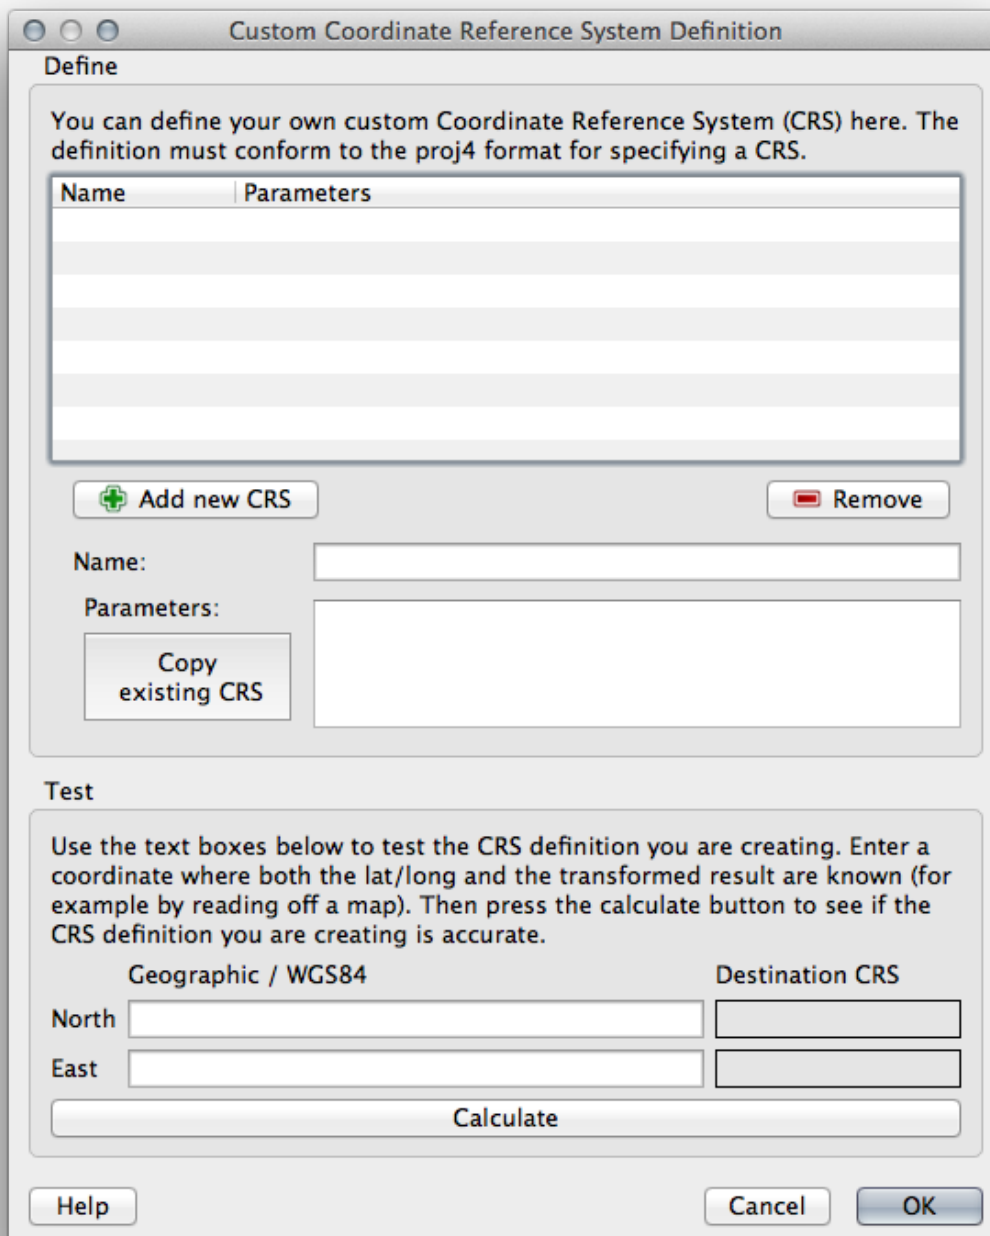 Custom Coordinate Reference System Definition
Define
You can define your own custom Coordinate Reference System (CRS) here. The
definition must conform to the proj4 format for specifying a CRS.
Name Parameters
Add new CRS Remove
Name:
Parameters:
Copy
existing CRS
Test
Use the text boxes below to test the CRS definition you are creating. Enter a
coordinate where both the lat/long and the transformed result are known (for
example by reading off a map). Then press the calculate button to see if the
CRS definition you are creating is accurate.
Geographic / WGS84 Destination CRS
North
East
Calculate
Help Cancel OK